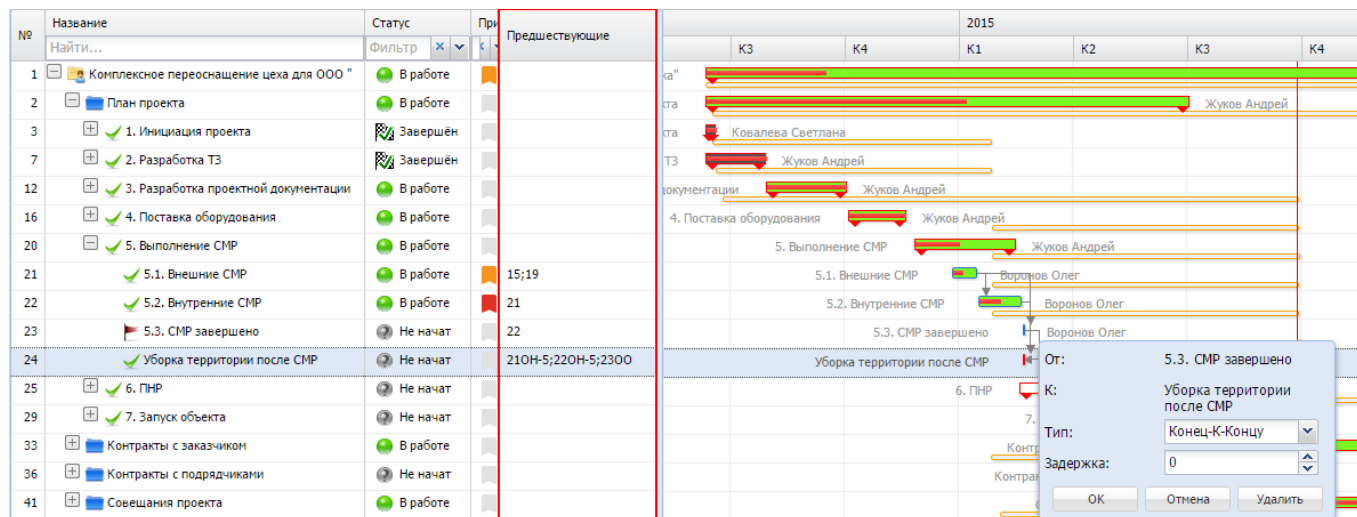 № Название Статус При Предшествующие 2015
Найти... Фильтр К3 К4 К1 К2 К3 К4
1 Комплексное переоснащение цеха для ООО " В работе ка"
2 План проекта В работе кта Жуков Андрей
3 1. Инициация проекта Завершён кта Ковалева Светлана
7 2. Разработка ТЗ Завершён ТЗ Жуков Андрей
12 3. Разработка проектной документации В работе документации Жуков Андрей
16 4. Поставка оборудования В работе 4. Поставка оборудования Жуков Андрей
20 5. Выполнение СМР В работе 5. Выполнение СМР Жуков Андрей
21 5.1. Внешние СМР В работе 15;19 5.1. Внешние СМР Воронов Олег
22 5.2. Внутренние СМР В работе 21 5.2. Внутренние СМР Воронов Олег
23 5.3. СМР завершено Не начат 22 5.3. СМР завершено Воронов Олег
24 Уборка территории после СМР Не начат 21ОН-5;22ОН-5;23ОО Уборка территории после СМР
От: 5.3. СМР завершено
25 6. ПНР Не начат 6. ПНР
К: Уборка территории
после СМР
29 7. Запуск объекта Не начат 7.
Тип: Конец-К-Концу
33 Контракты с заказчиком В работе Контр
Задержка: 0
36 Контракты с подрядчиками Не начат Контрак
41 Совещания проекта В работе
ОК Отмена Удалить